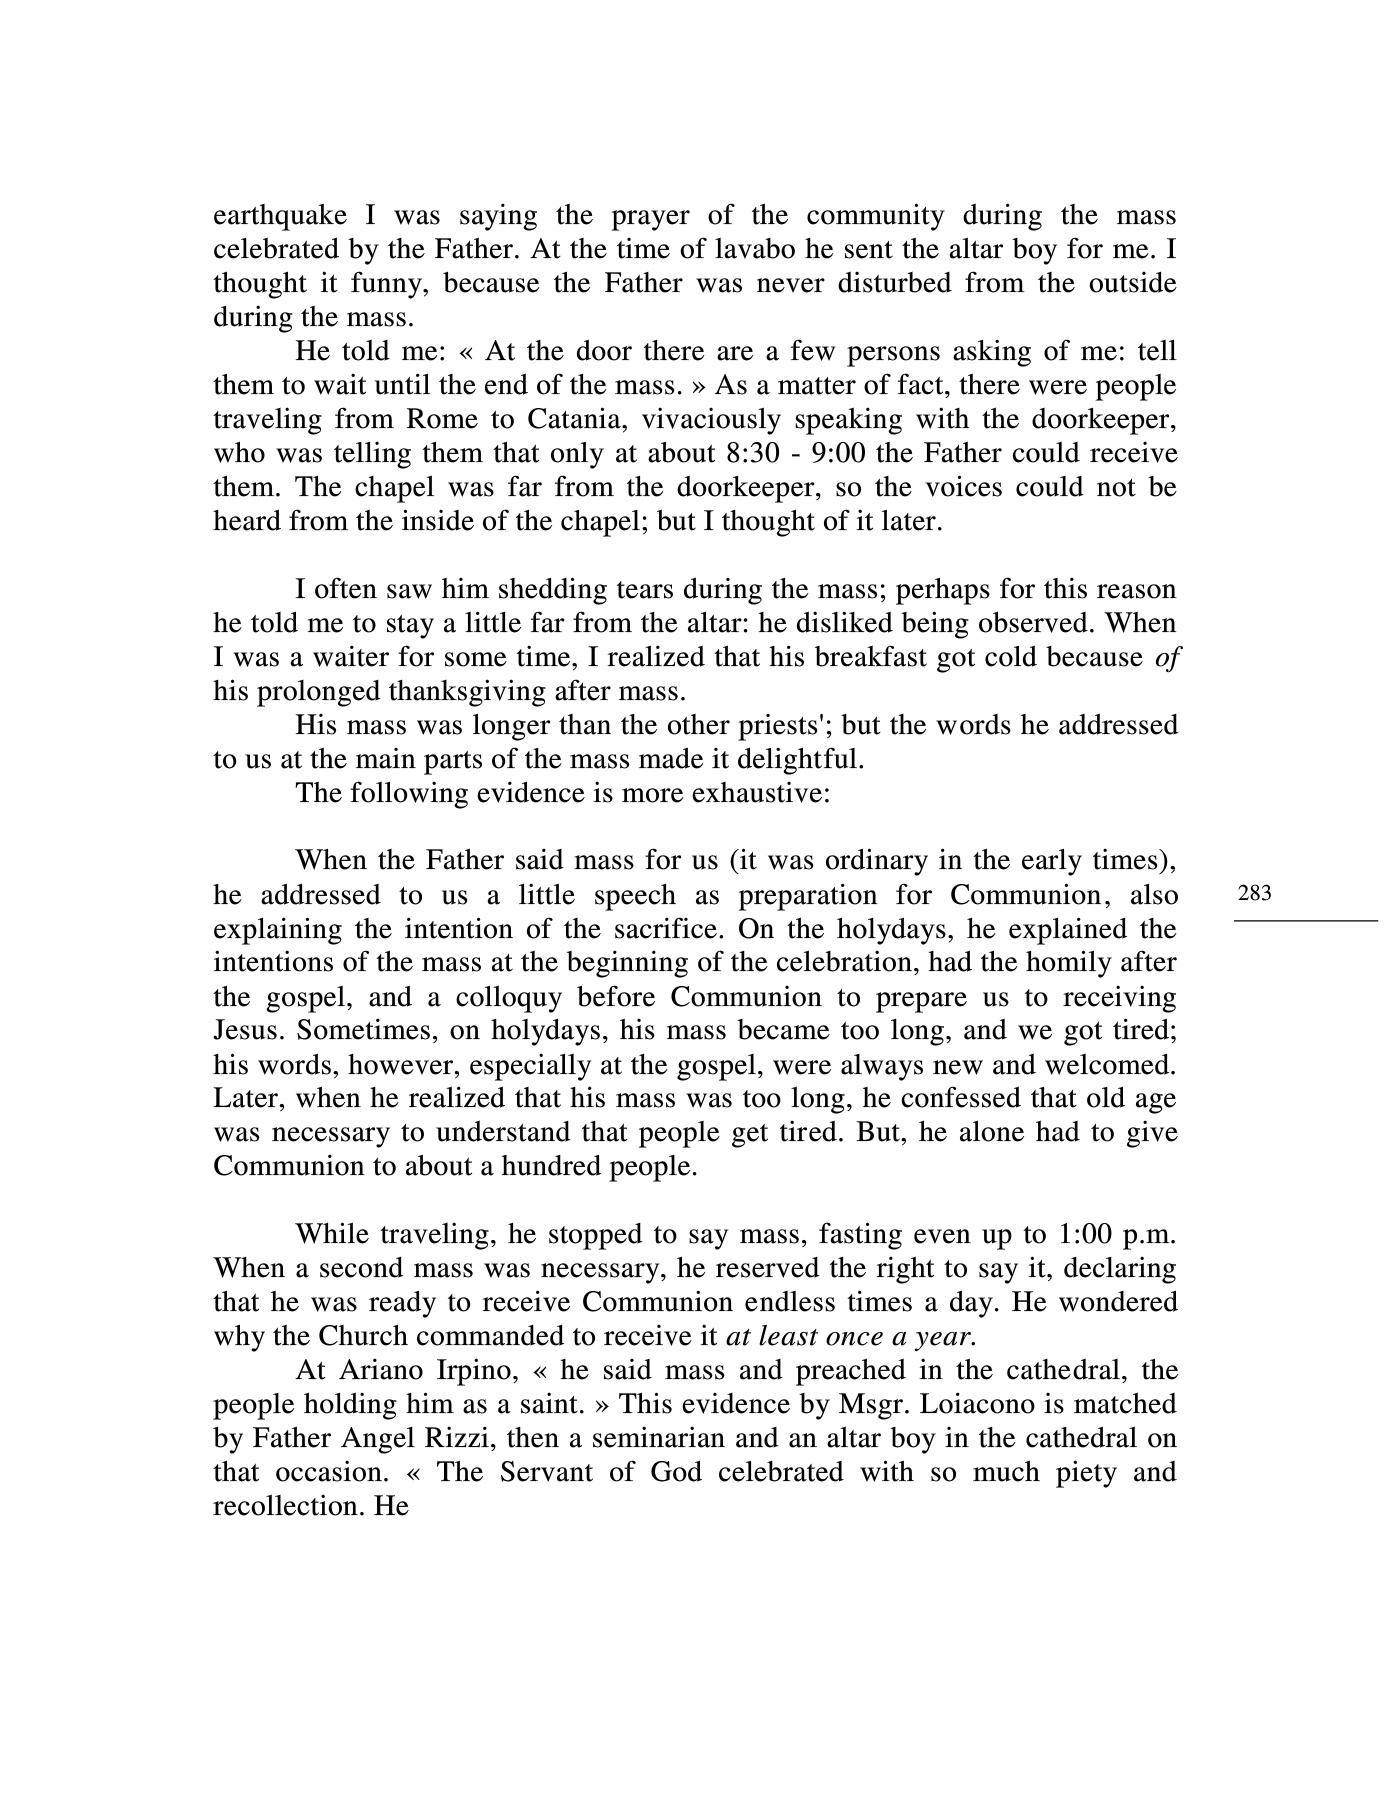 earthquake I was saying the prayer of the community during the mass
celebrated by the Father. At the time of lavabo he sent the altar boy for me. I
thought it funny, because the Father was never disturbed from the outside
during the mass.
He told me: « At the door there are a few persons asking of me: tell
them to wait until the end of the mass. » As a matter of fact, there were people
traveling from Rome to Catania, vivaciously speaking with the doorkeeper,
who was telling them that only at about 8:30 - 9:00 the Father could receive
them. The chapel was far from the doorkeeper, so the voices could not be
heard from the inside of the chapel; but I thought of it later.
I often saw him shedding tears during the mass; perhaps for this reason
he told me to stay a little far from the altar: he disliked being observed. When
I was a waiter for some time, I realized that his breakfast got cold because of
his prolonged thanksgiving after mass.
His mass was longer than the other priests'; but the words he addressed
to us at the main parts of the mass made it delightful.
The following evidence is more exhaustive:
When the Father said mass for us (it was ordinary in the early times),
he addressed to us a little speech as preparation for Communion, also
explaining the intention of the sacrifice. On the holydays, he explained the
intentions of the mass at the beginning of the celebration, had the homily after
the gospel, and a colloquy before Communion to prepare us to receiving
Jesus. Sometimes, on holydays, his mass became too long, and we got tired;
his words, however, especially at the gospel, were always new and welcomed.
Later, when he realized that his mass was too long, he confessed that old age
was necessary to understand that people get tired. But, he alone had to give
Communion to about a hundred people.
While traveling, he stopped to say mass, fasting even up to 1:00 p.m.
When a second mass was necessary, he reserved the right to say it, declaring
that he was ready to receive Communion endless times a day. He wondered
why the Church commanded to receive it at least once a year.
At Ariano Irpino, « he said mass and preached in the cathedral, the
people holding him as a saint. » This evidence by Msgr. Loiacono is matched
by Father Angel Rizzi, then a seminarian and an altar boy in the cathedral on
that occasion. « The Servant of God celebrated with so much piety and
recollection. He
283